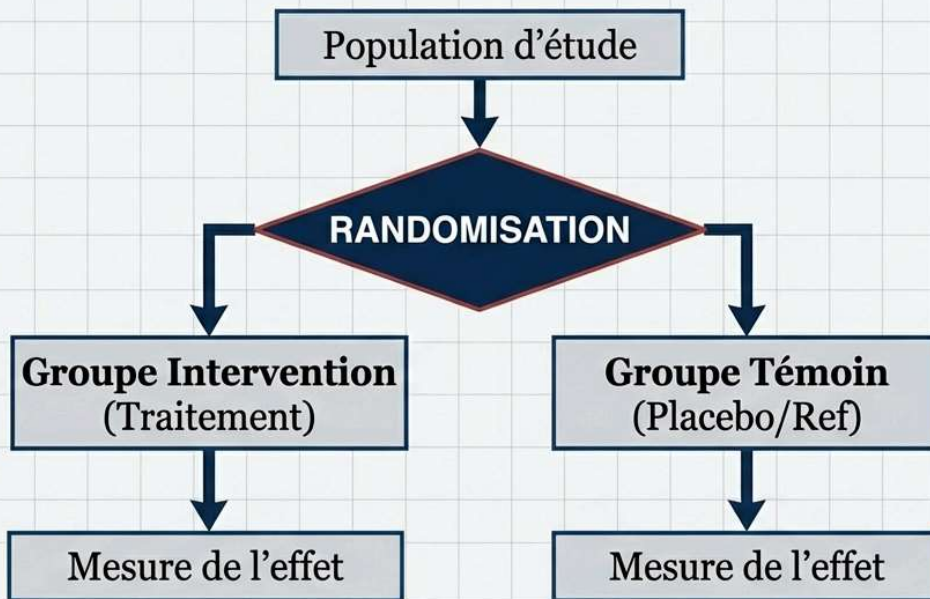 Population d’étude
RANDOMISATION
Groupe Intervention
(Traitement)
Groupe Témoin
(Placebo/Ref)
Mesure de l’effet
Mesure de l’effet